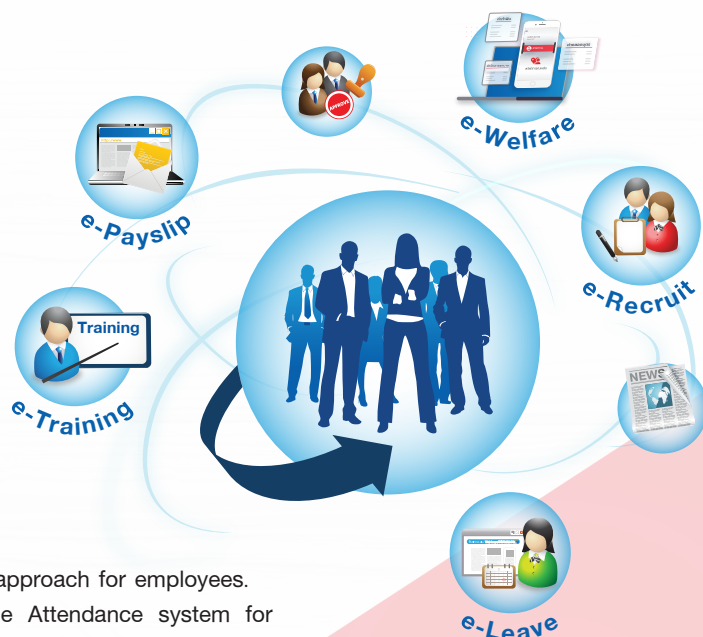 e-Welfare
APPROVE
e-Payslip
e-Recruit
Training
e-Training
NEWS
approach for employees.
e Attendance system for
e-Leave